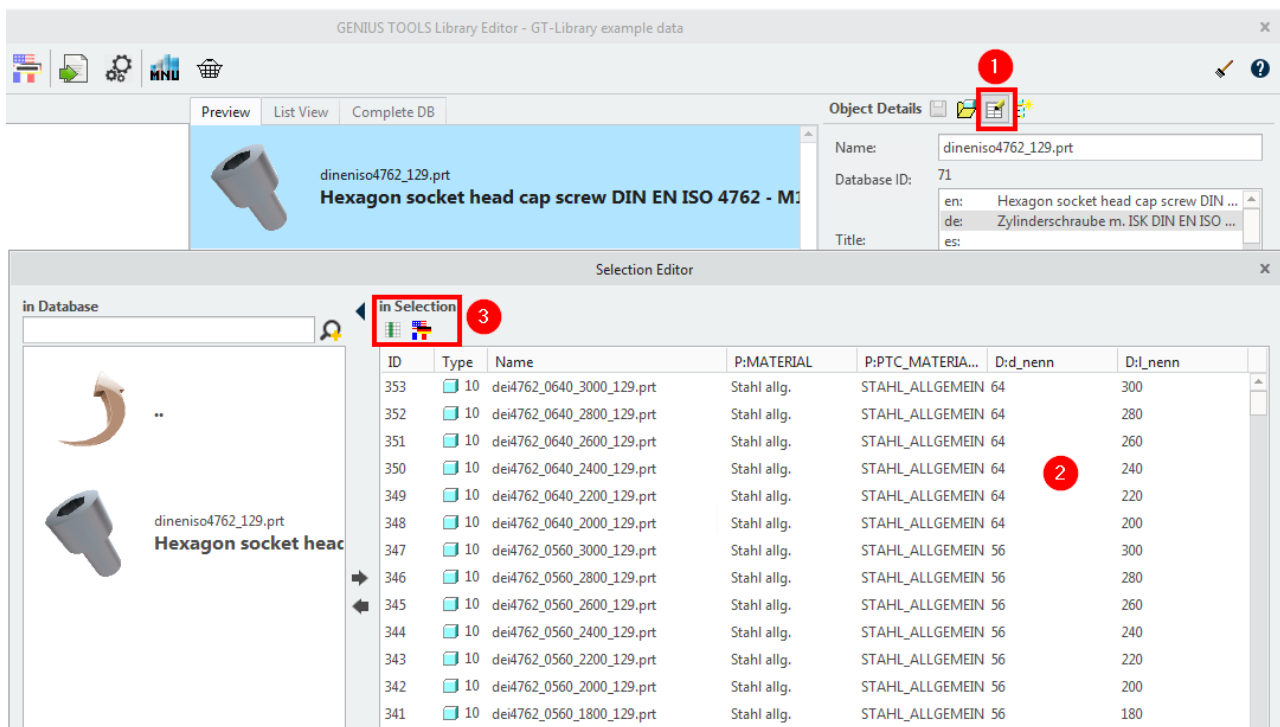 GENIUS TOOLS Library Editor - GT-Library example data
x
MNU
1
?
Preview List View Complete DB
Object Details
dineniso4762_129.prt
Hexagon socket head cap screw DIN EN ISO 4762 - M1
Name: dineniso4762_129.prt
Database ID: 71
en: Hexagon socket head cap screw DIN ...
de: Zylinderschraube m. ISK DIN EN ISO ...
Title: es:
Selection Editor
x
in Database
in Selection
3
..
dineniso4762_129.prt
Hexagon socket head
ID Type Name P:MATERIAL P:PTC_MATERIA... D:d_nenn D:l_nenn
353 10 dei4762_0640_3000_129.prt Stahl allg. STAHL_ALLGEMEIN 64 300
352 10 dei4762_0640_2800_129.prt Stahl allg. STAHL_ALLGEMEIN 64 280
351 10 dei4762_0640_2600_129.prt Stahl allg. STAHL_ALLGEMEIN 64 260
350 10 dei4762_0640_2400_129.prt Stahl allg. STAHL_ALLGEMEIN 64 240
2
349 10 dei4762_0640_2200_129.prt Stahl allg. STAHL_ALLGEMEIN 64 220
348 10 dei4762_0640_2000_129.prt Stahl allg. STAHL_ALLGEMEIN 64 200
347 10 dei4762_0560_3000_129.prt Stahl allg. STAHL_ALLGEMEIN 56 300
346 10 dei4762_0560_2800_129.prt Stahl allg. STAHL_ALLGEMEIN 56 280
345 10 dei4762_0560_2600_129.prt Stahl allg. STAHL_ALLGEMEIN 56 260
344 10 dei4762_0560_2400_129.prt Stahl allg. STAHL_ALLGEMEIN 56 240
343 10 dei4762_0560_2200_129.prt Stahl allg. STAHL_ALLGEMEIN 56 220
342 10 dei4762_0560_2000_129.prt Stahl allg. STAHL_ALLGEMEIN 56 200
341 10 dei4762_0560_1800_129.prt Stahl allg. STAHL_ALLGEMEIN 56 180